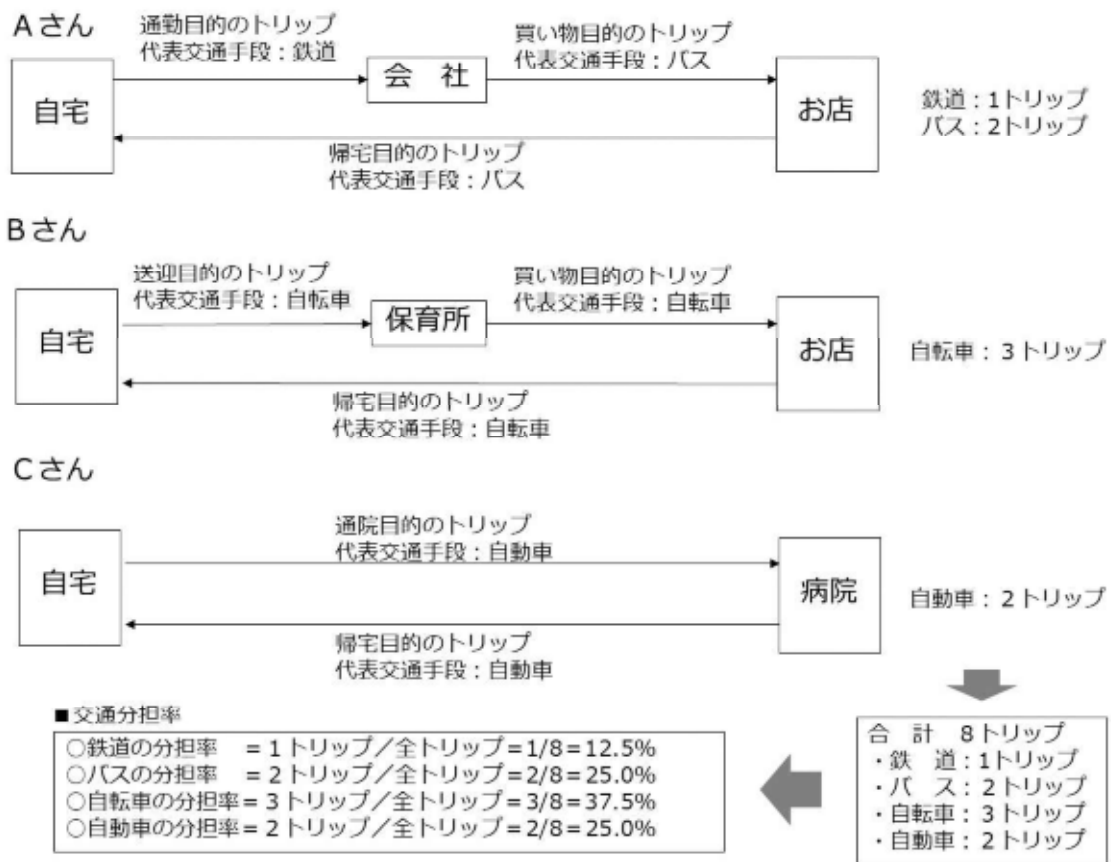 Aさん
通勤目的のトリップ
代表交通手段：鉄道
買い物目的のトリップ
代表交通手段：バス
自宅
会　社
お店
鉄道：1トリップ
バス：2トリップ
帰宅目的のトリップ
代表交通手段：バス
Bさん
送迎目的のトリップ
代表交通手段：自転車
買い物目的のトリップ
代表交通手段：自転車
自宅
保育所
お店
自転車：3トリップ
帰宅目的のトリップ
代表交通手段：自転車
Cさん
通院目的のトリップ
代表交通手段：自動車
自宅
病院
自動車：2トリップ
帰宅目的のトリップ
代表交通手段：自動車
■交通分担率
○鉄道の分担率　＝1トリップ／全トリップ＝1/8＝12.5%
○バスの分担率　＝2トリップ／全トリップ＝2/8＝25.0%
○自転車の分担率＝3トリップ／全トリップ＝3/8＝37.5%
○自動車の分担率＝2トリップ／全トリップ＝2/8＝25.0%
合　計　8トリップ
・鉄　道：1トリップ
・バ　ス：2トリップ
・自転車：3トリップ
・自動車：2トリップ